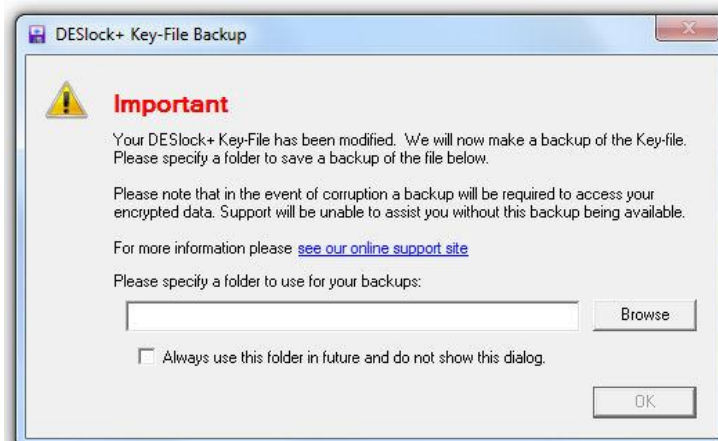 DESlock+ Key-File Backup
Important
Your DESlock+ Key-File has been modified. We will now make a backup of the Key-file.
Please specify a folder to save a backup of the file below.
Please note that in the event of corruption a backup will be required to access your
encrypted data. Support will be unable to assist you without this backup being available.
For more information please see our online support site
Please specify a folder to use for your backups:
Browse
Always use this folder in future and do not show this dialog.
OK